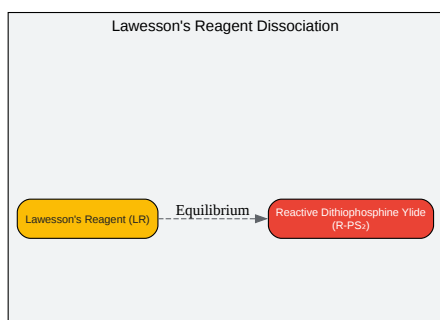 Lawesson's Reagent Dissociation
Lawesson's Reagent (LR)
Equilibrium
Reactive Dithiophosphine Ylide
(R-PS₂)